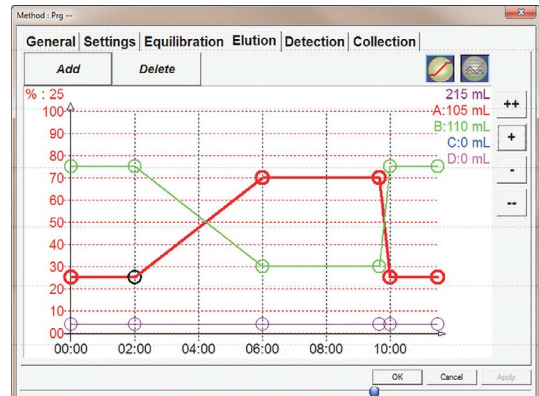 Method : Prg --
General Settings Equilibration Elution Detection Collection
Add Delete
% : 25
215 mL
A:105 mL
B:110 mL
C:0 mL
D:0 mL
++
+
-
--
100
90
80
70
60
50
40
30
20
10
00
00:00 02:00 04:00 06:00 08:00 10:00
OK Cancel Apply